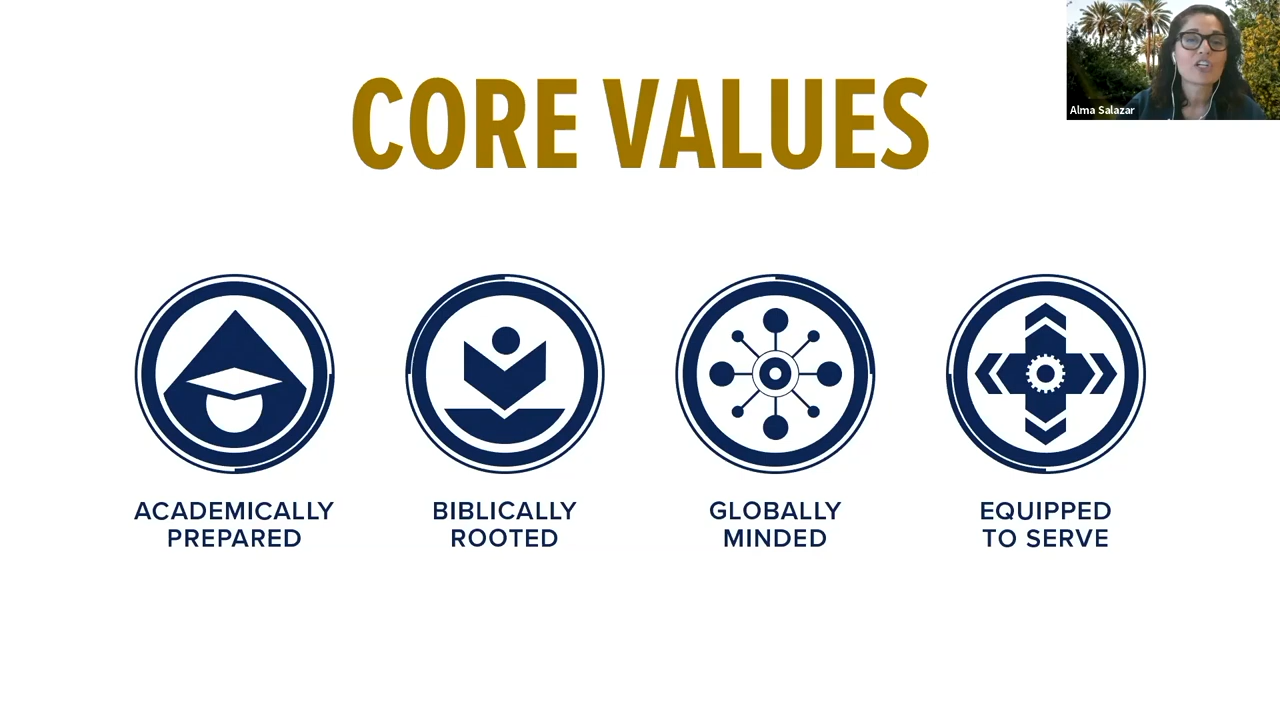 CORE VALUES
Alma Salazar
ACADEMICALLY
PREPARED
BIBLICALLY
ROOTED
GLOBALLY
MINDED
EQUIPPED
TO SERVE